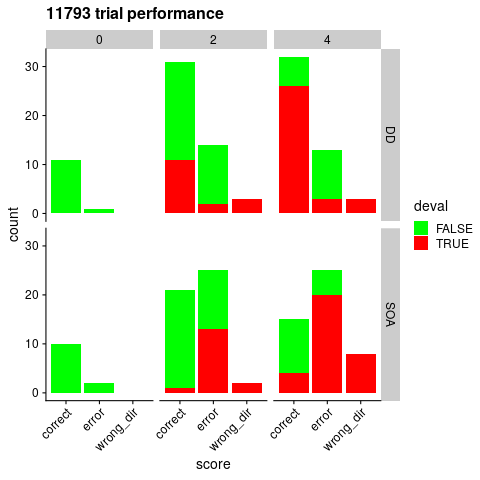 11793 trial performance
0 2 4
30
20
10
0
DD
30
20
10
0
SOA
count
correct error wrong_dir correct error wrong_dir correct error wrong_dir
score
deval
FALSE
TRUE